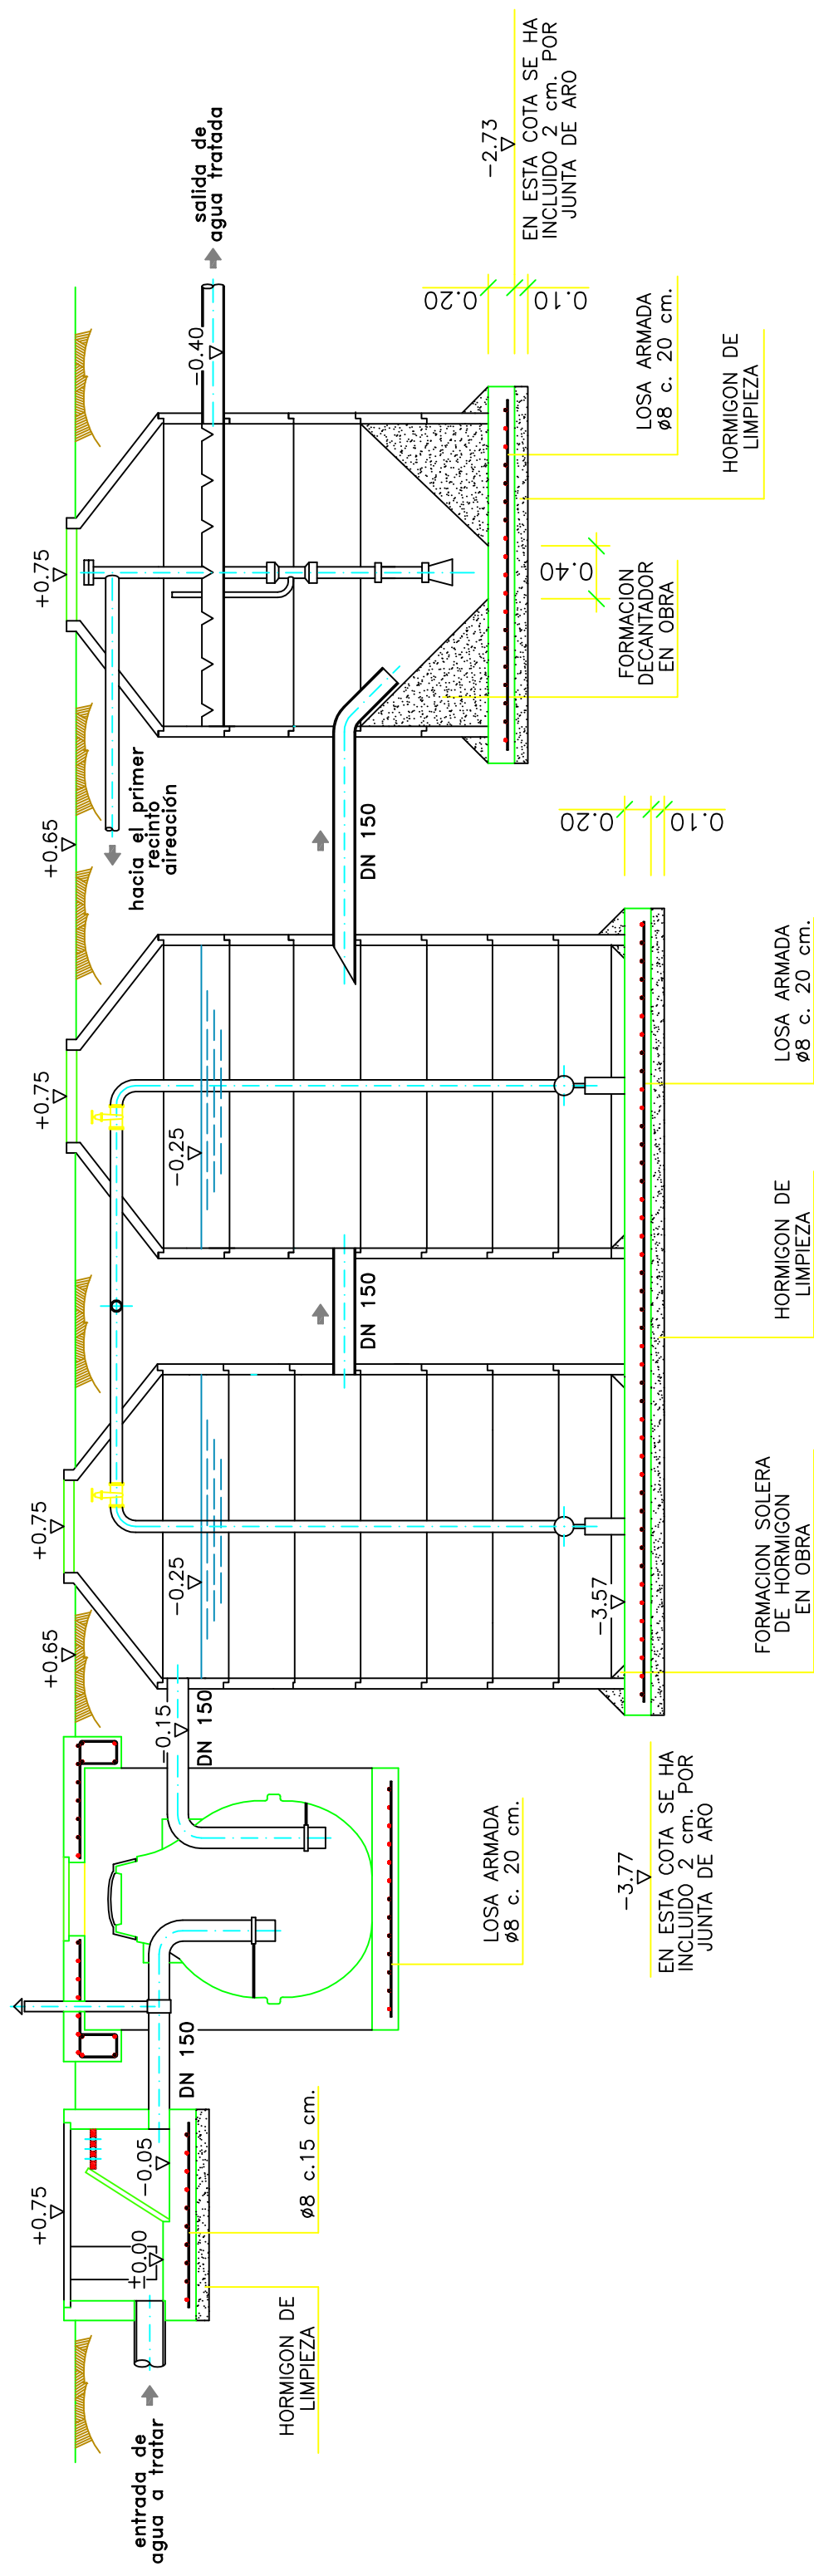 entrada de
agua a tratar
HORMIGON DE
LIMPIEZA
+0.75
±0.00
-0.05
ø8 c.15 cm.
DN 150
LOSA ARMADA
ø8 c. 20 cm.
-0.15
DN 150
-3.77
EN ESTA COTA SE HA
INCLUIDO 2 cm. POR
JUNTA DE ARO
+0.65
+0.75
-0.25
-3.57
FORMACION SOLERA
DE HORMIGON
EN OBRA
DN 150
HORMIGON DE
LIMPIEZA
+0.75
-0.25
LOSA ARMADA
ø8 c. 20 cm.
+0.65
DN 150
0.20
0.10
hacia el primer
recinto
aireación
+0.75
FORMACION
DECANTADOR
EN OBRA
0.40
HORMIGON DE
LIMPIEZA
LOSA ARMADA
ø8 c. 20 cm.
-0.40
0.20
0.10
salida de
agua tratada
-2.73
EN ESTA COTA SE HA
INCLUIDO 2 cm. POR
JUNTA DE ARO